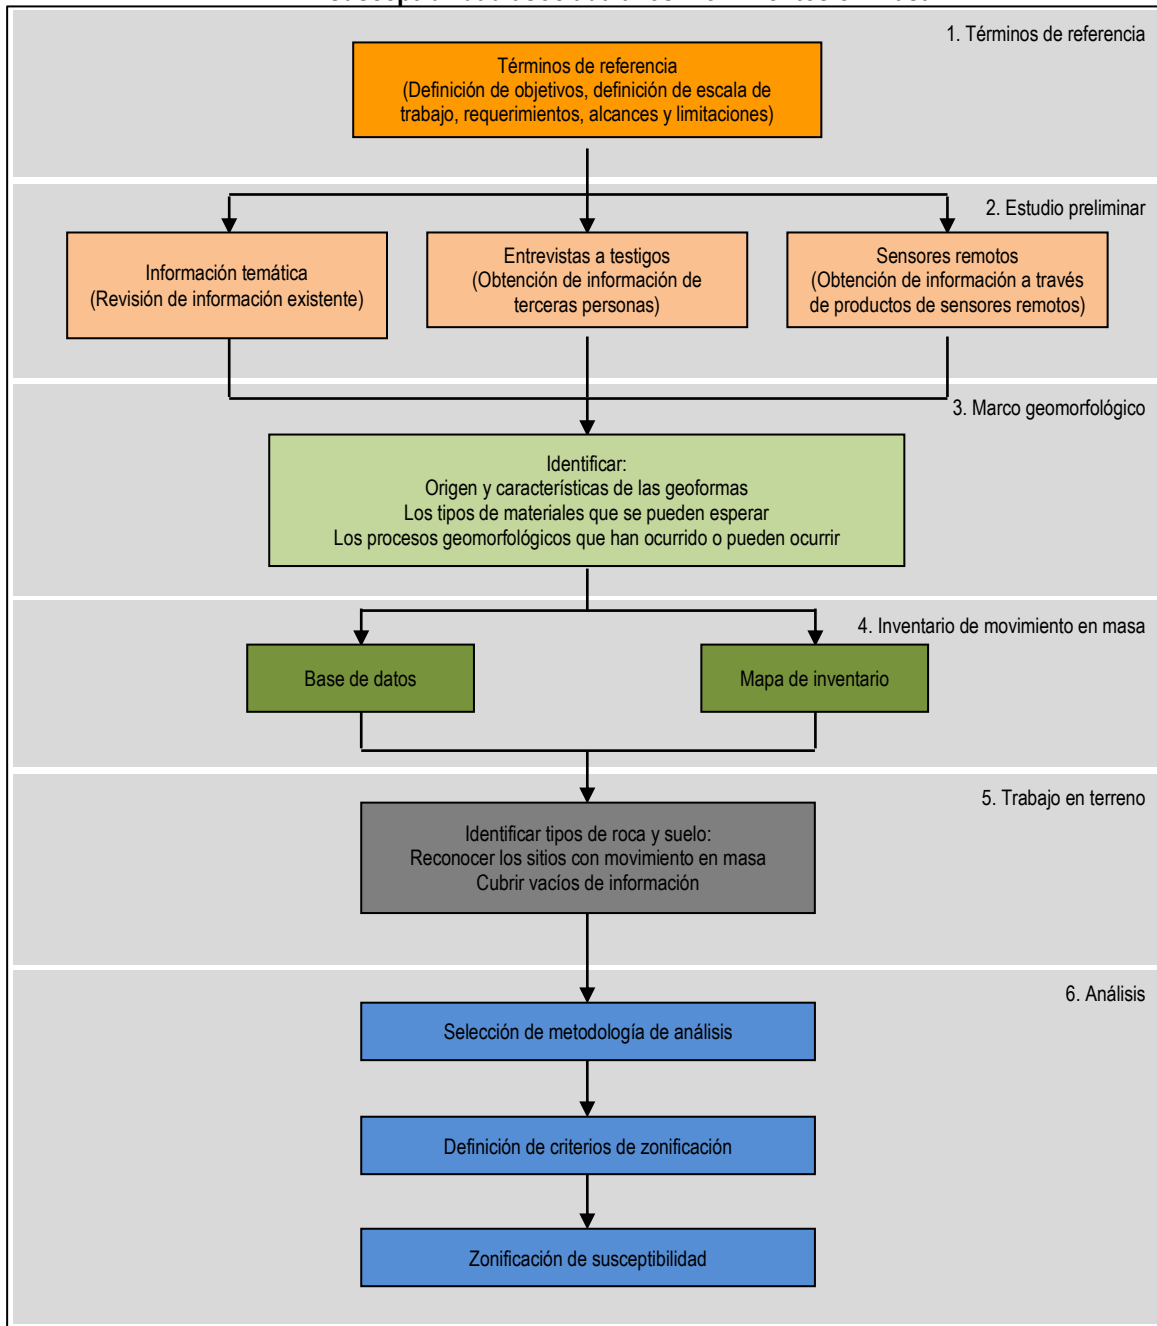 1. Términos de referencia
Términos de referencia
(Definición de objetivos, definición de escala de
trabajo, requerimientos, alcances y limitaciones)
2. Estudio preliminar
Información temática
(Revisión de información existente)
Entrevistas a testigos
(Obtención de información de
terceras personas)
Sensores remotos
(Obtención de información a través
de productos de sensores remotos)
3. Marco geomorfológico
Identificar:
Origen y características de las geoformas
Los tipos de materiales que se pueden esperar
Los procesos geomorfológicos que han ocurrido o pueden ocurrir
4. Inventario de movimiento en masa
Base de datos
Mapa de inventario
5. Trabajo en terreno
Identificar tipos de roca y suelo:
Reconocer los sitios con movimiento en masa
Cubrir vacíos de información
6. Análisis
Selección de metodología de análisis
Definición de criterios de zonificación
Zonificación de susceptibilidad